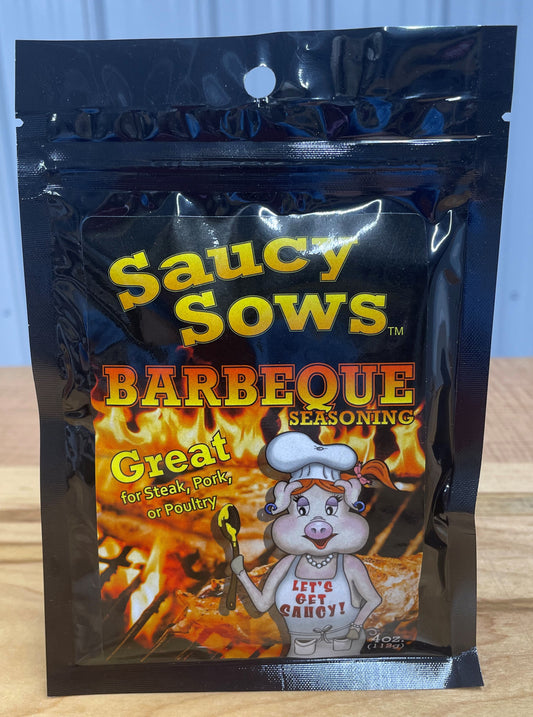 Saucy
Sows™
BARBEQUE
SEASONING
Great
for Steak, Pork,
or Poultry
LET'S
GET
SAUCY!
4oz.
(112g)